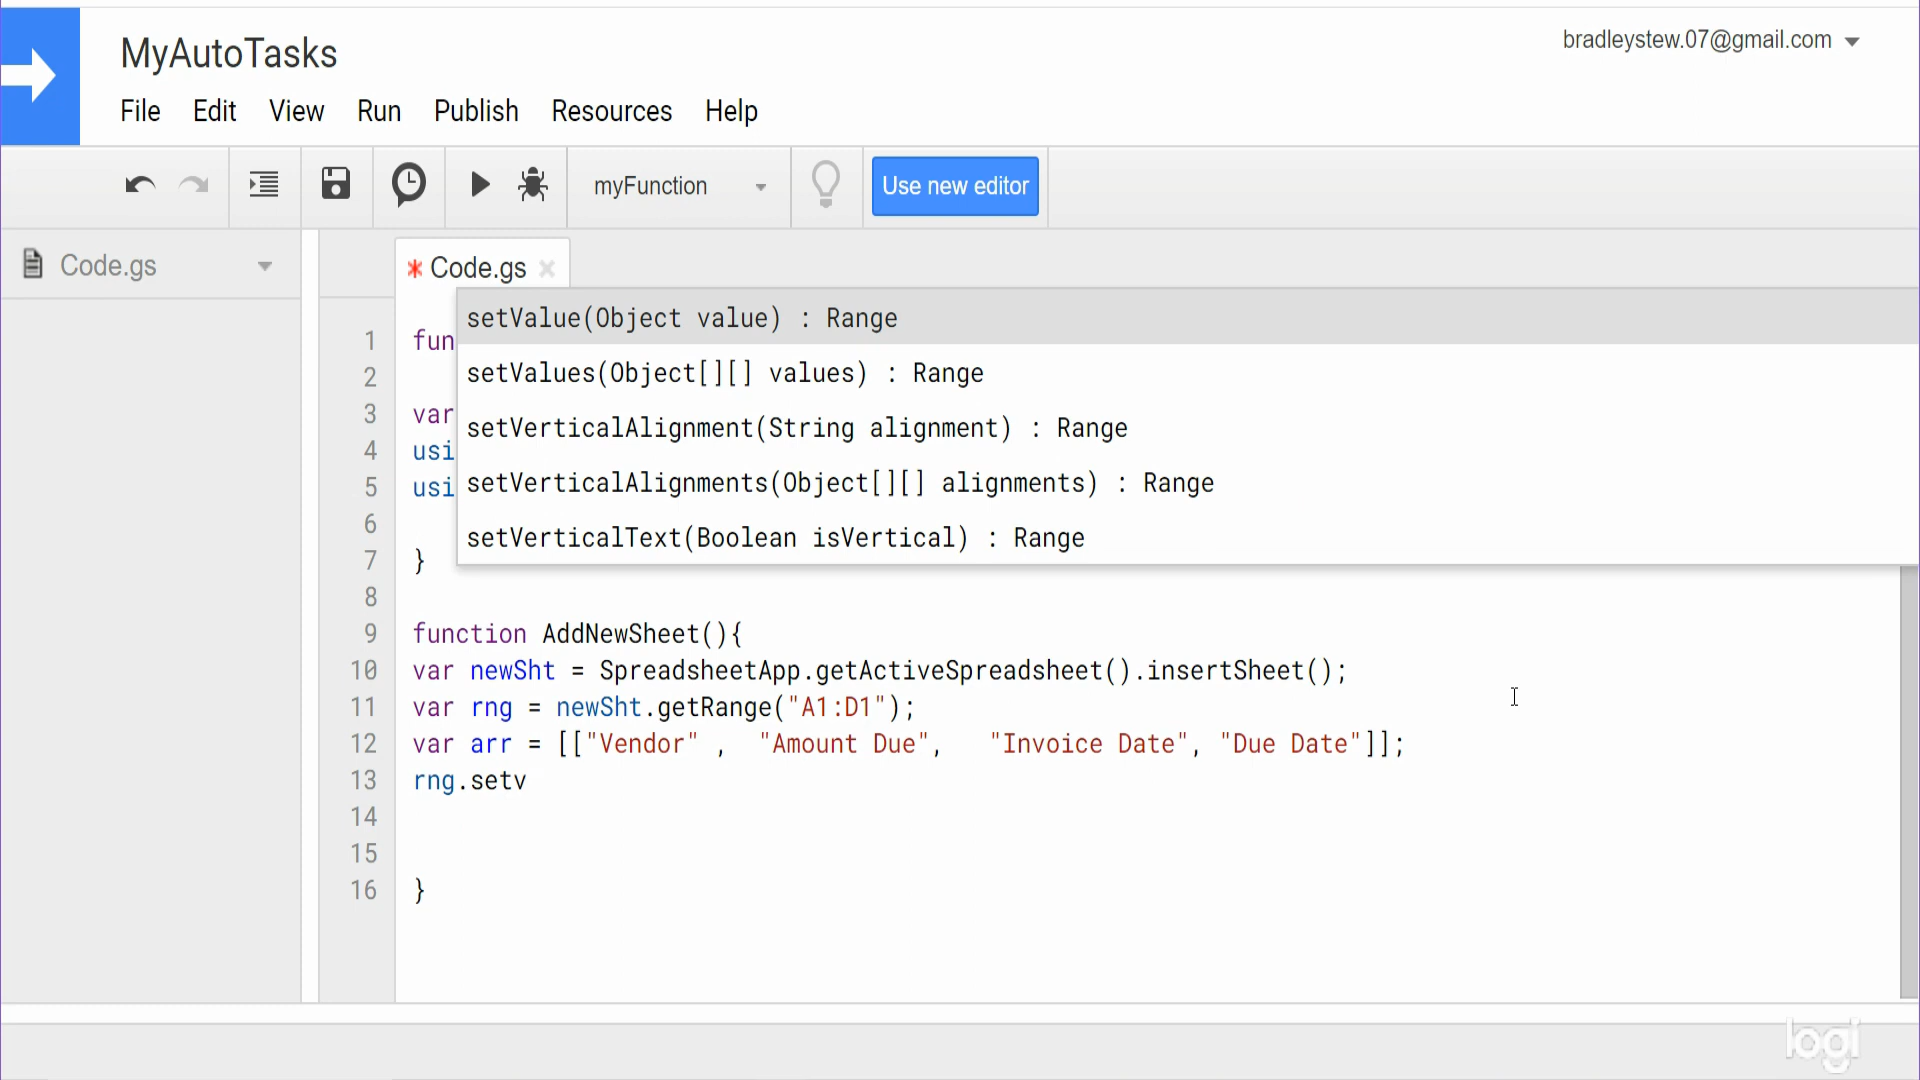 MyAutoTasks
bradleystew.07@gmail.com
File Edit View Run Publish Resources Help
myFunction
Use new editor
Code.gs
* Code.gs ×
setValue(Object value) : Range
setValues(Object[][] values) : Range
setVerticalAlignment(String alignment) : Range
setVerticalAlignments(Object[][] alignments) : Range
setVerticalText(Boolean isVertical) : Range
1 fun
2
3 var
4 usi
5 usi
6
7 }
8
9 function AddNewSheet(){
10 var newSht = SpreadsheetApp.getActiveSpreadsheet().insertSheet();
11 var rng = newSht.getRange("A1:D1");
12 var arr = [["Vendor" , "Amount Due", "Invoice Date", "Due Date"]];
13 rng.setv
14
15
16 }
logi